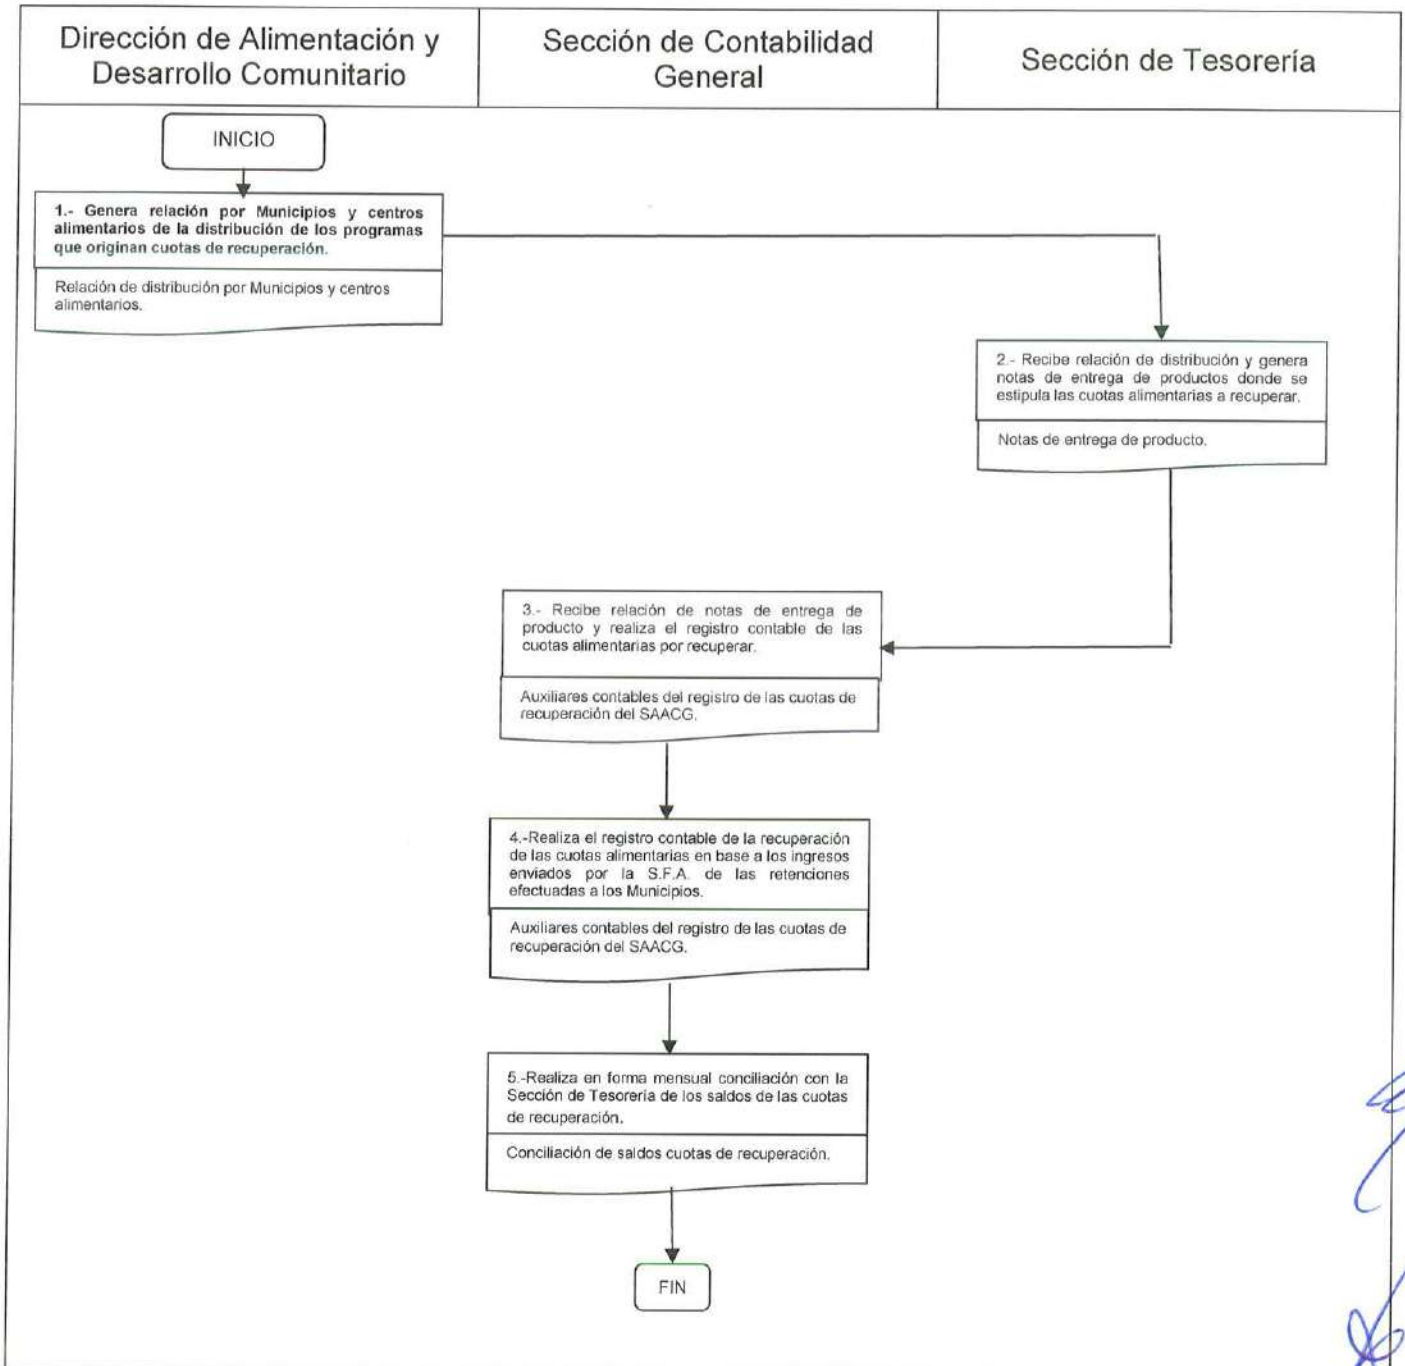 Dirección de Alimentación y
Desarrollo Comunitario
Sección de Contabilidad
General
Sección de Tesorería
INICIO
1.- Genera relación por Municipios y centros
alimentarios de la distribución de los programas
que originan cuotas de recuperación.
Relación de distribución por Municipios y centros
alimentarios.
2.- Recibe relación de distribución y genera
notas de entrega de productos donde se
estipula las cuotas alimentarias a recuperar.
Notas de entrega de producto.
3.- Recibe relación de notas de entrega de
producto y realiza el registro contable de las
cuotas alimentarias por recuperar.
Auxiliares contables del registro de las cuotas de
recuperación del SAACG.
4.-Realiza el registro contable de la recuperación
de las cuotas alimentarias en base a los ingresos
enviados por la S.F.A. de las retenciones
efectuadas a los Municipios.
Auxiliares contables del registro de las cuotas de
recuperación del SAACG.
5.-Realiza en forma mensual conciliación con la
Sección de Tesorería de los saldos de las cuotas
de recuperación.
Conciliación de saldos cuotas de recuperación.
FIN